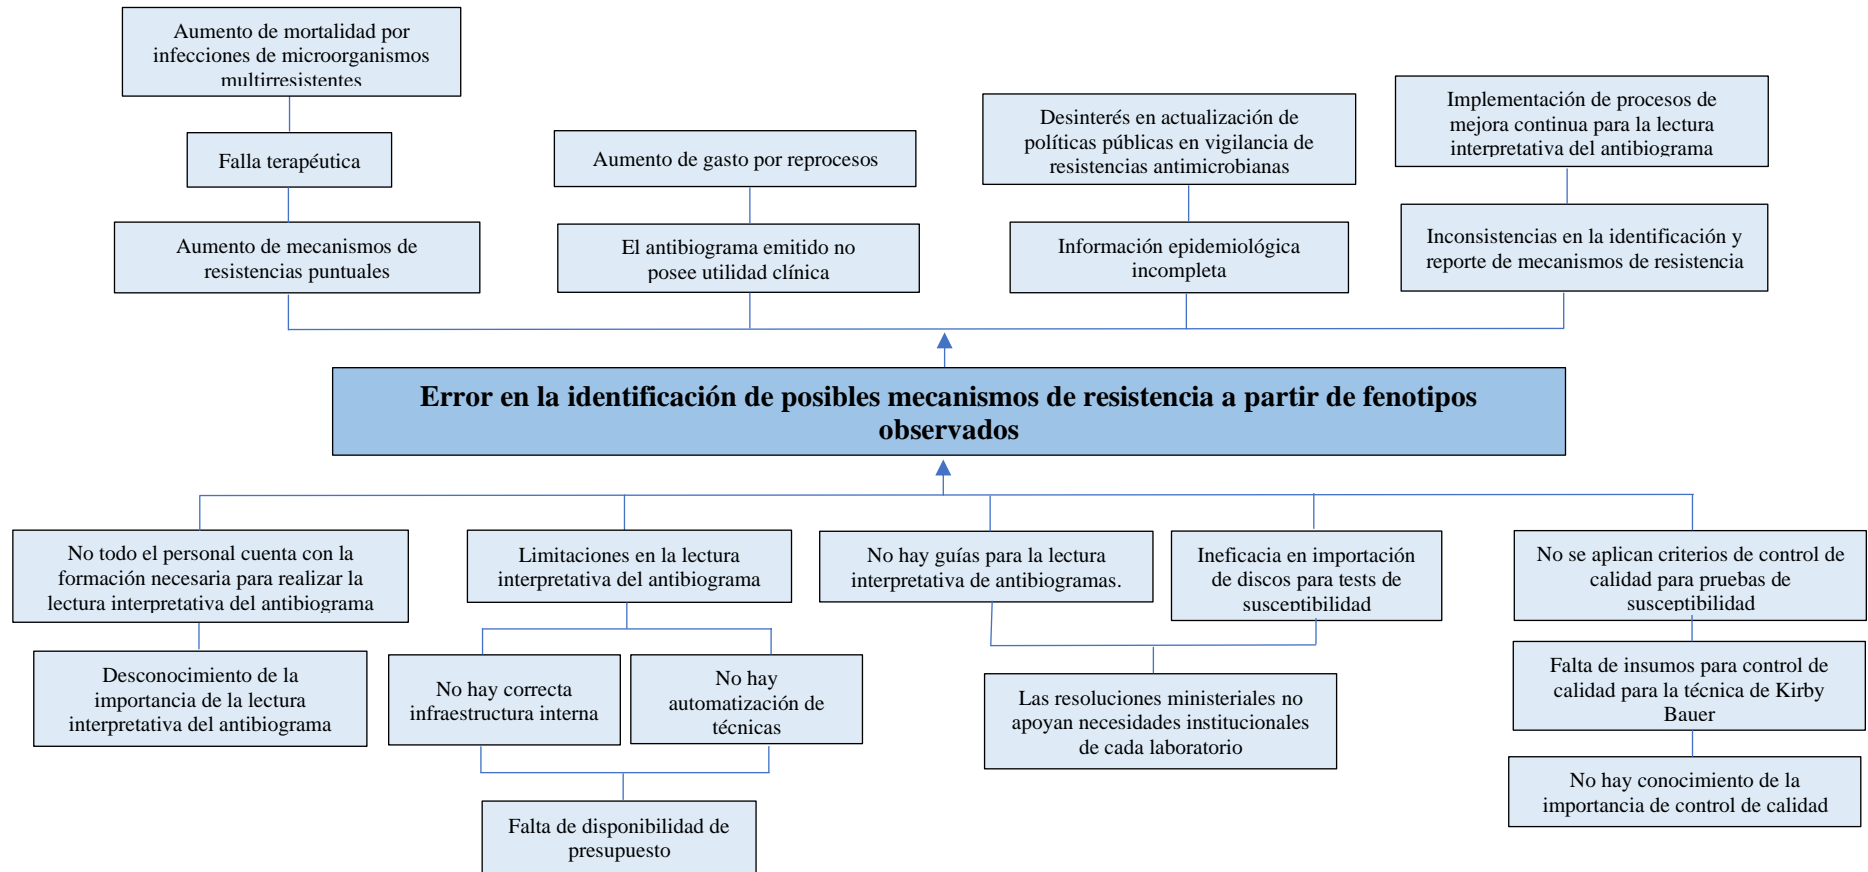 Aumento de mortalidad por
infecciones de microorganismos
multirresistentes
Falla terapéutica
Aumento de mecanismos de
resistencias puntuales
Aumento de gasto por reprocesos
El antibiograma emitido no
posee utilidad clínica
Desinterés en actualización de
políticas públicas en vigilancia de
resistencias antimicrobianas
Información epidemiológica
incompleta
Implementación de procesos de
mejora continua para la lectura
interpretativa del antibiograma
Inconsistencias en la identificación y
reporte de mecanismos de resistencia
Error en la identificación de posibles mecanismos de resistencia a partir de fenotipos
observados
No todo el personal cuenta con la
formación necesaria para realizar la
lectura interpretativa del antibiograma
Desconocimiento de la
importancia de la lectura
interpretativa del antibiograma
Limitaciones en la lectura
interpretativa del antibiograma
No hay correcta
infraestructura interna
No hay
automatización de
técnicas
Falta de disponibilidad de
presupuesto
No hay guías para la lectura
interpretativa de antibiogramas.
Ineficacia en importación
de discos para tests de
susceptibilidad
Las resoluciones ministeriales no
apoyan necesidades institucionales
de cada laboratorio
No se aplican criterios de control de
calidad para pruebas de
susceptibilidad
Falta de insumos para control de
calidad para la técnica de Kirby
Bauer
No hay conocimiento de la
importancia de control de calidad